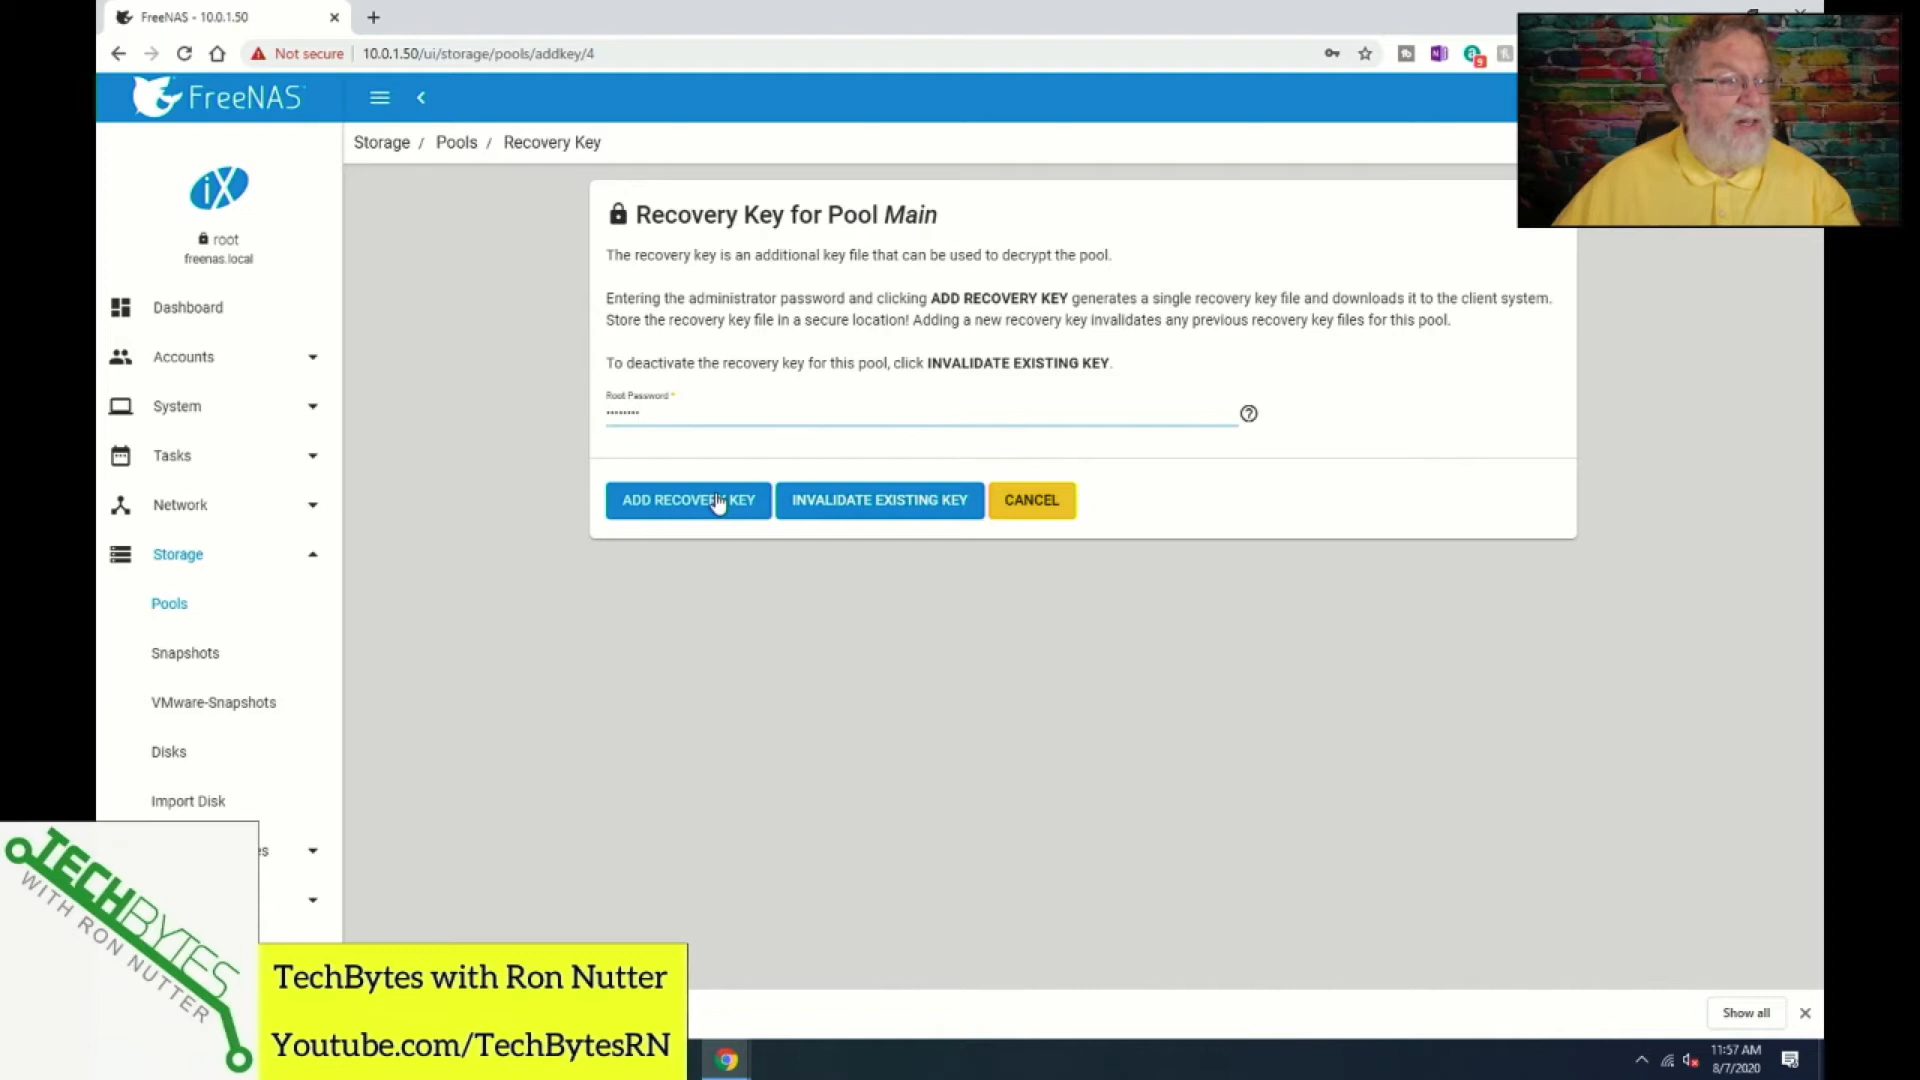 FreeNAS - 10.0.1.50
Not secure
10.0.1.50/ui/storage/pools/addkey/4
9
FreeNAS
Storage / Pools / Recovery Key
iX
root
freenas.local
Dashboard
Accounts
System
Tasks
Network
Storage
Pools
Snapshots
VMware-Snapshots
Disks
Import Disk
es
Recovery Key for Pool Main
The recovery key is an additional key file that can be used to decrypt the pool.
Entering the administrator password and clicking ADD RECOVERY KEY generates a single recovery key file and downloads it to the client system.
Store the recovery key file in a secure location! Adding a new recovery key invalidates any previous recovery key files for this pool.
To deactivate the recovery key for this pool, click INVALIDATE EXISTING KEY.
Root Password *
ADD RECOVERY KEY
INVALIDATE EXISTING KEY
CANCEL
TECHBYTES
WITH RON NUTTER
TechBytes with Ron Nutter
Youtube.com/TechBytesRN
Show all
11:57 AM
8/7/2020